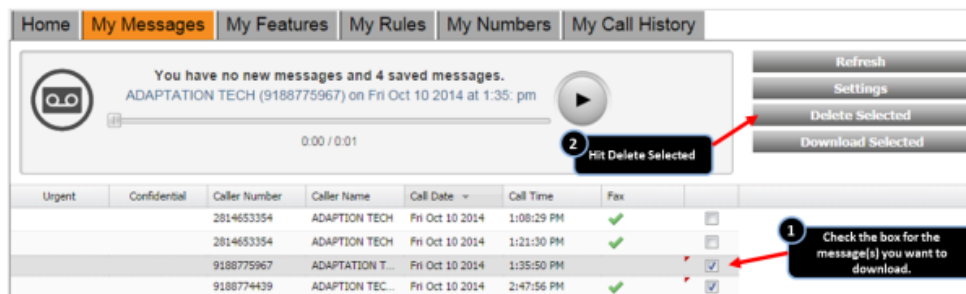 Home My Messages My Features My Rules My Numbers My Call History
You have no new messages and 4 saved messages.
ADAPTATION TECH (9188775967) on Fri Oct 10 2014 at 1:35: pm
0:00 / 0:01
Refresh
Settings
Delete Selected
Download Selected
2
Hit Delete Selected
Urgent Confidential Caller Number Caller Name Call Date Call Time Fax
2814653354 ADAPTION TECH Fri Oct 10 2014 1:08:29 PM
2814653354 ADAPTION TECH Fri Oct 10 2014 1:21:30 PM
9188775967 ADAPTATION T... Fri Oct 10 2014 1:35:50 PM
9188774439 ADAPTION TEC... Fri Oct 10 2014 2:47:56 PM
1
Check the box for the
message[s] you want to
download.